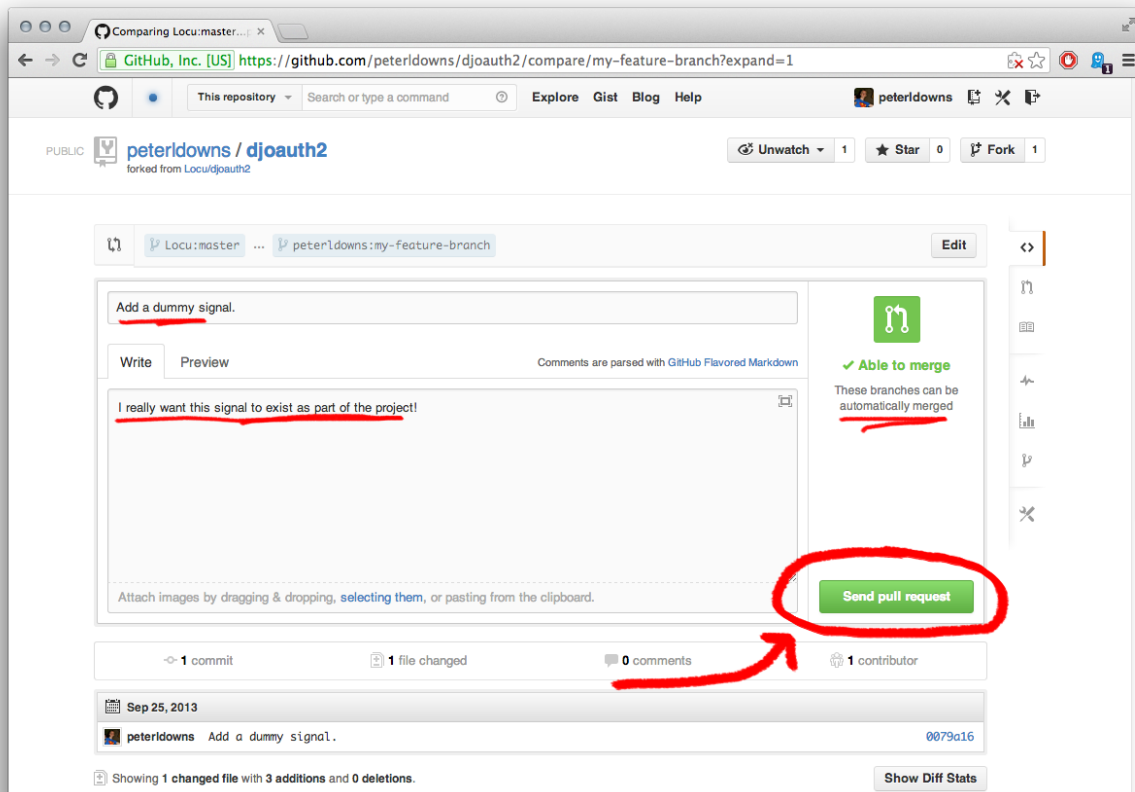 Comparing Locu:master...p
GitHub, Inc. [US] https://github.com/peterldowns/djoauth2/compare/my-feature-branch?expand=1
1
This repository Search or type a command Explore Gist Blog Help peterldowns
PUBLIC peterldowns / djoauth2 Unwatch 1 Star 0 Fork 1
forked from Locu/djoauth2
Locu:master ... peterldowns:my-feature-branch Edit
Add a dummy signal.
Write Preview Comments are parsed with GitHub Flavored Markdown
I really want this signal to exist as part of the project!
Able to merge
These branches can be
automatically merged
Attach images by dragging & dropping, selecting them, or pasting from the clipboard.
Send pull request
1 commit 1 file changed 0 comments 1 contributor
Sep 25, 2013
peterldowns Add a dummy signal. 0079a16
Showing 1 changed file with 3 additions and 0 deletions. Show Diff Stats